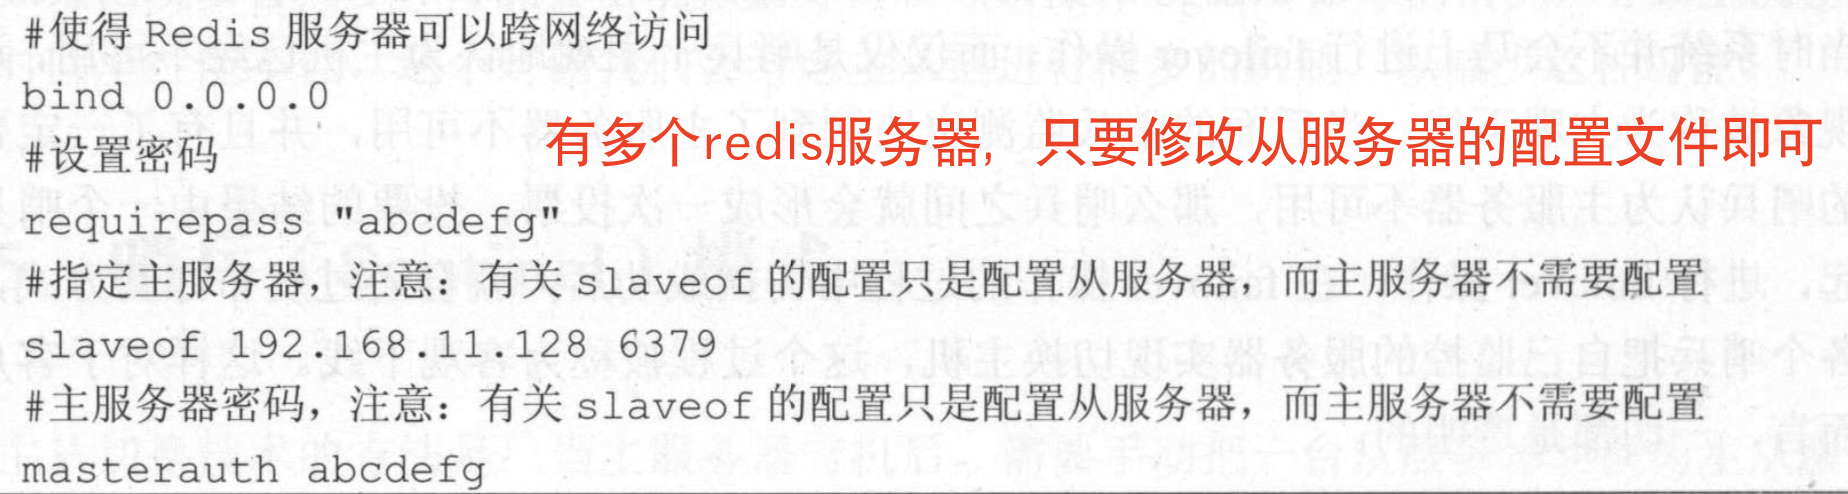 #使得 Redis 服务器可以跨网络访问
bind 0.0.0.0
#设置密码
有多个redis服务器，只要修改从服务器的配置文件即可
requirepass "abcdefg"
#指定主服务器，注意：有关 slaveof 的配置只是配置从服务器，而主服务器不需要配置
slaveof 192.168.11.128 6379
#主服务器密码，注意：有关 slaveof 的配置只是配置从服务器，而主服务器不需要配置
masterauth abcdefg